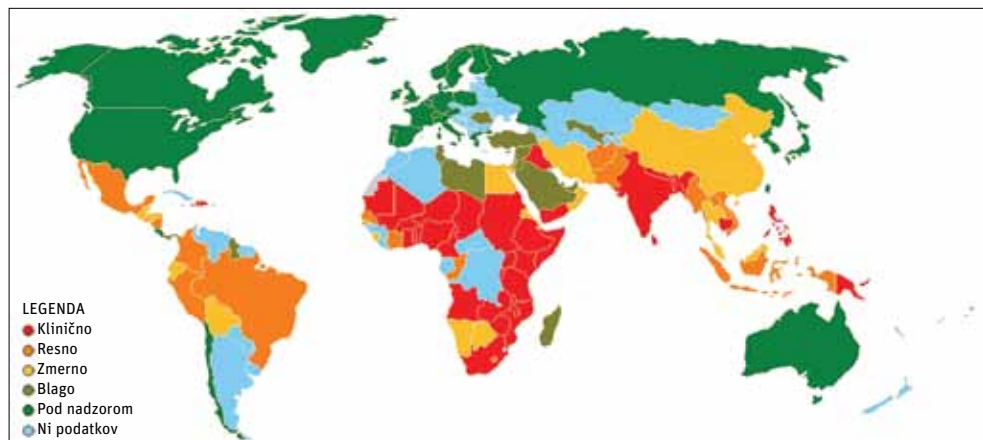 LEGENDA
Klinično
Resno
Zmerno
Blago
Pod nadzorom
Ni podatkov